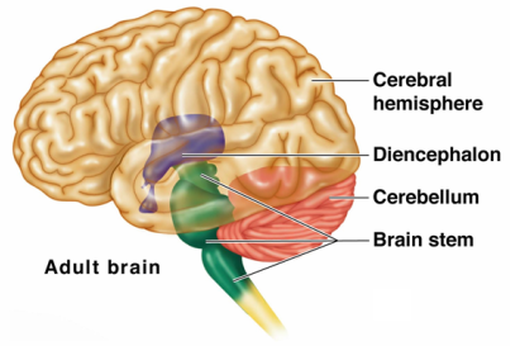 Cerebral
hemisphere
Diencephalon
Cerebellum
Brain stem
Adult brain